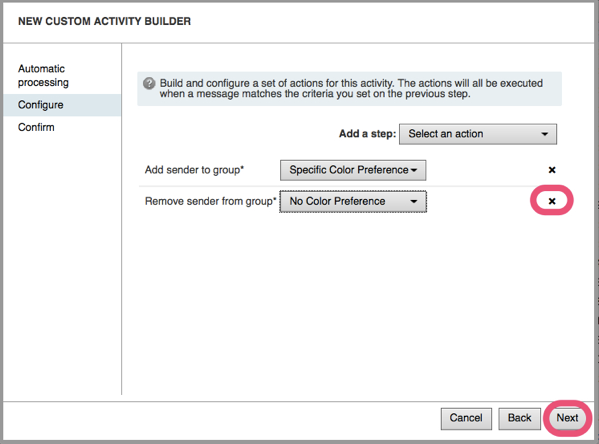 NEW CUSTOM ACTIVITY BUILDER
Automatic
processing
Configure
Confirm
? Build and configure a set of actions for this activity. The actions will all be executed
when a message matches the criteria you set on the previous step.
Add a step: Select an action
Add sender to group* Specific Color Preference
Remove sender from group* No Color Preference
Cancel Back Next